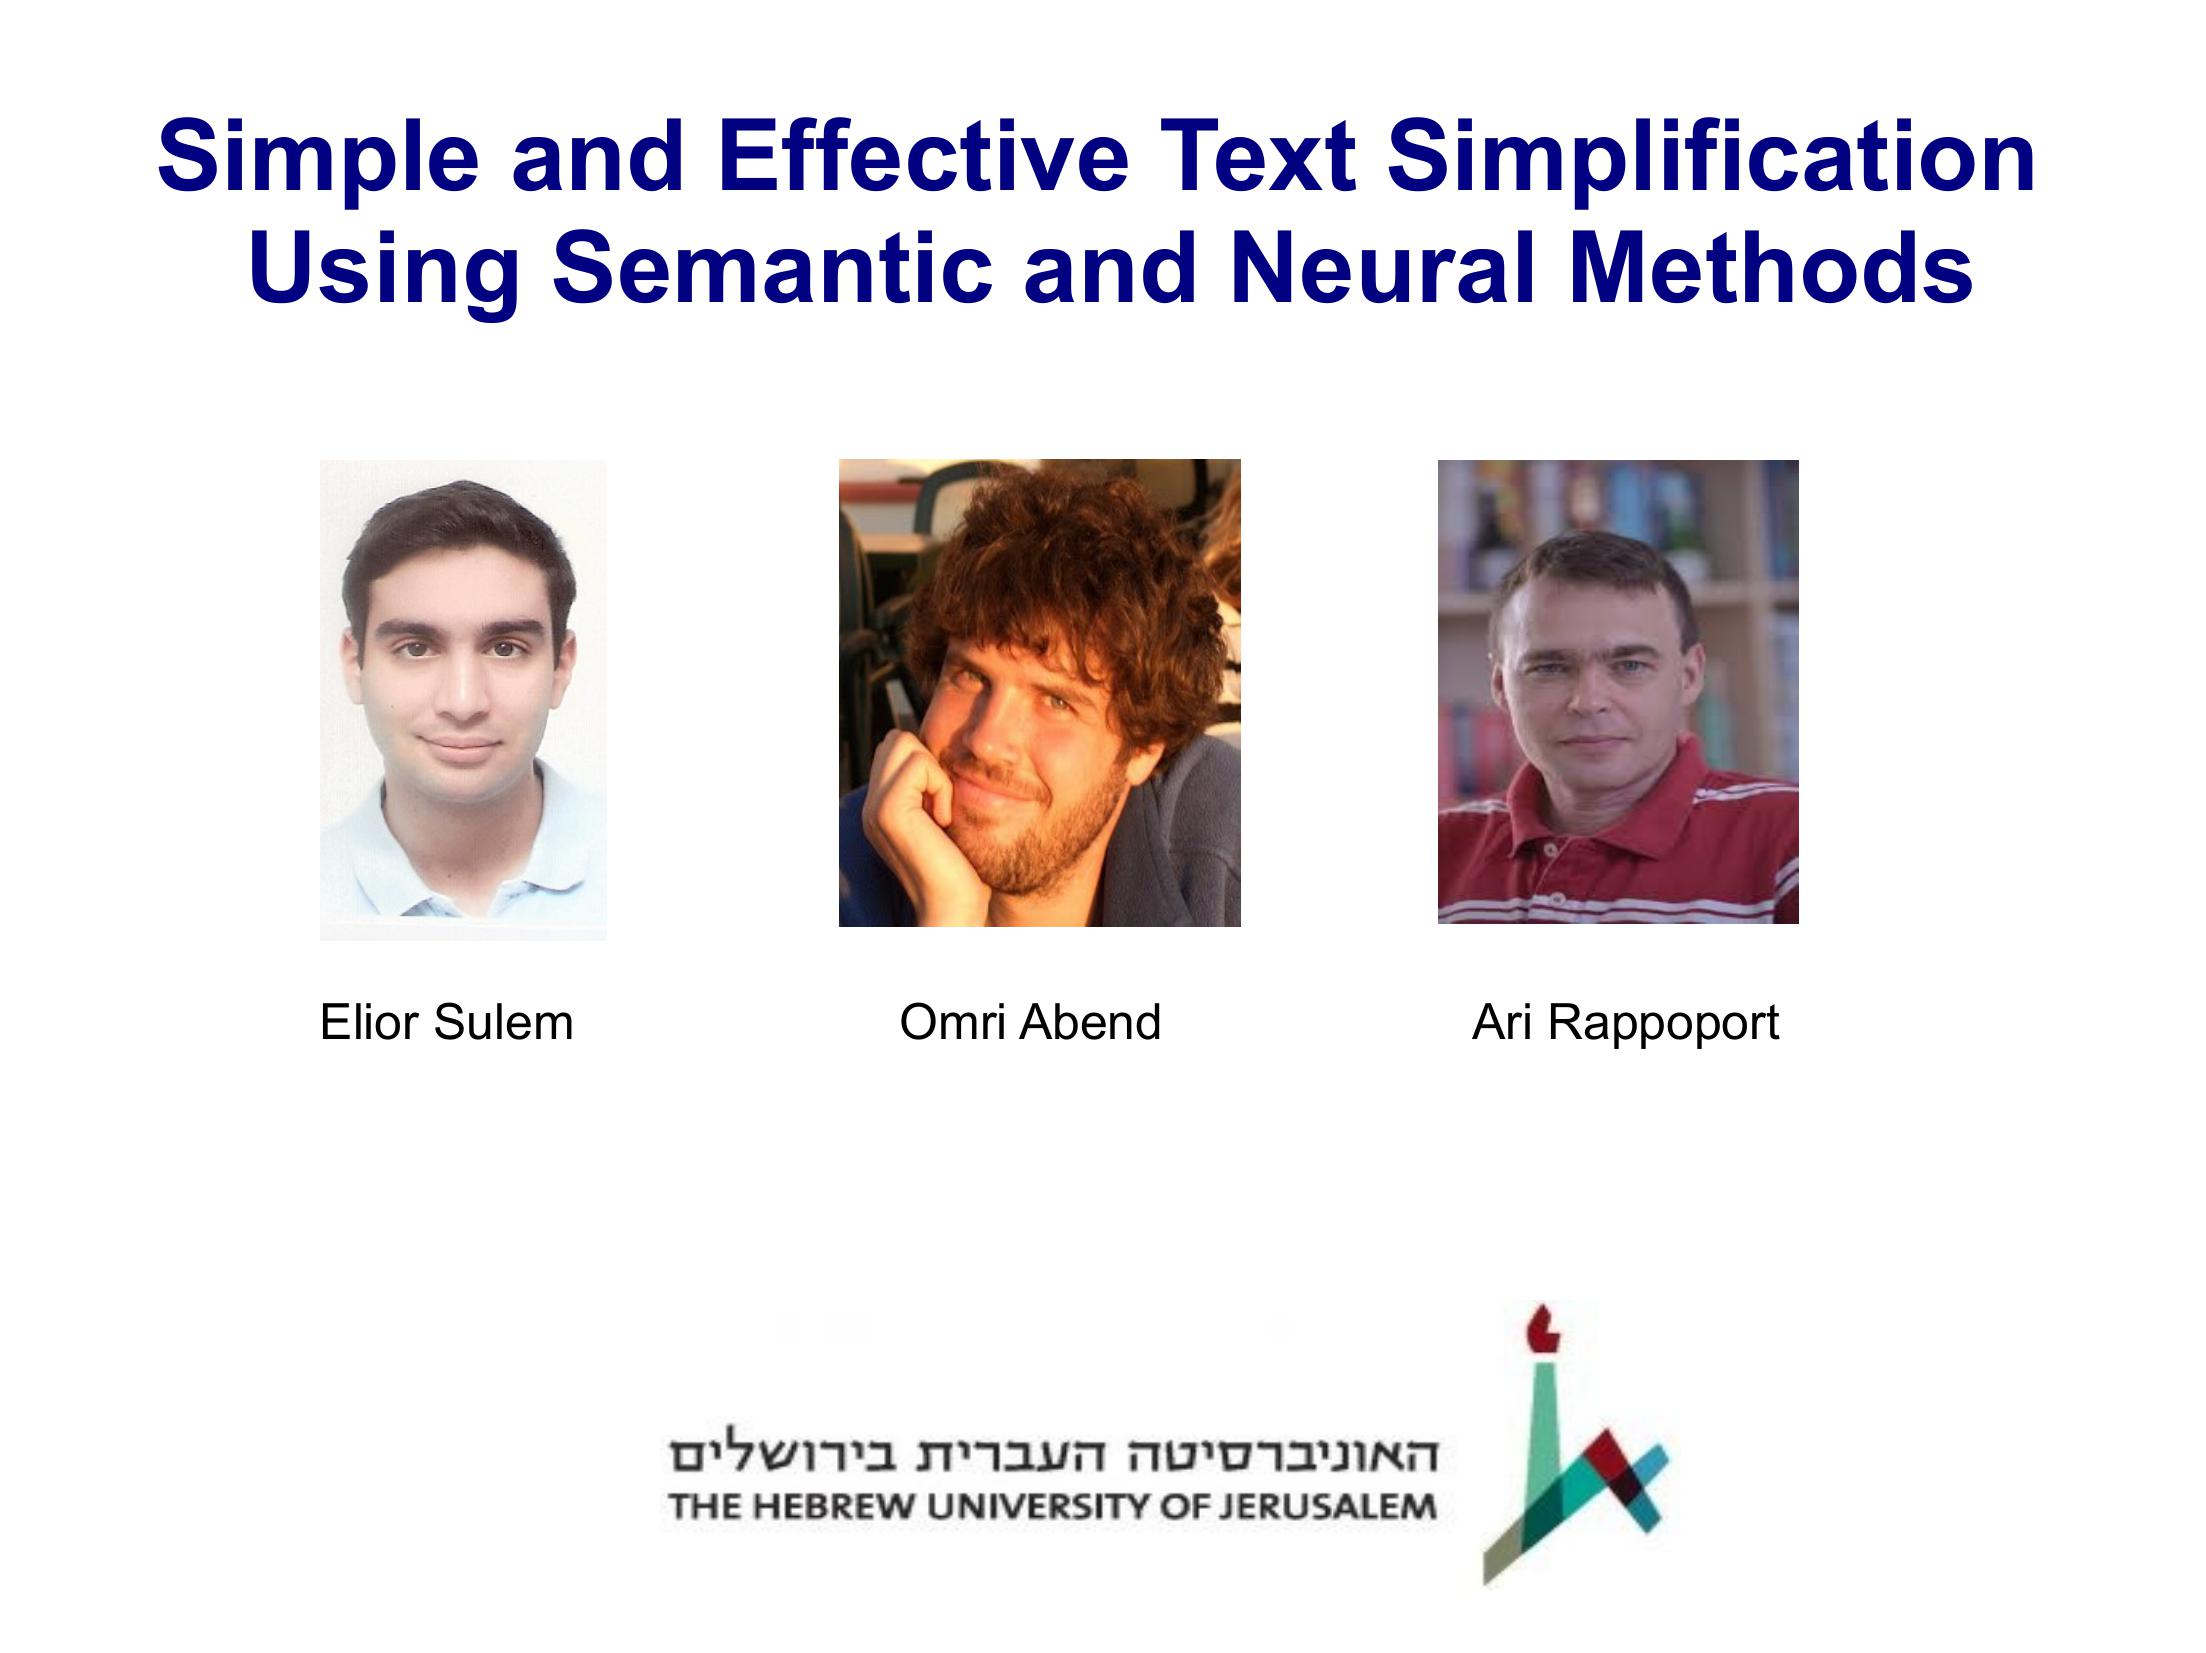 Simple and Effective Text Simplification
Using Semantic and Neural Methods
Elior Sulem
Omri Abend
Ari Rappoport
האוניברסיטה העברית בירושלים
THE HEBREW UNIVERSITY OF JERUSALEM